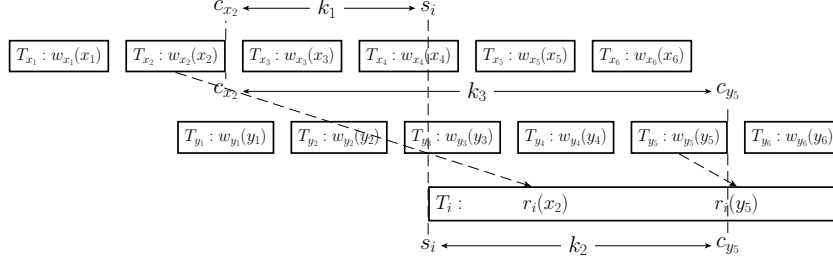 c_{x_2} k_1 s_i
T_{x_1} : w_{x_1}(x_1) T_{x_2} : w_{x_2}(x_2) T_{x_3} : w_{x_3}(x_3) T_{x_4} : w_{x_4}(x_4) T_{x_5} : w_{x_5}(x_5) T_{x_6} : w_{x_6}(x_6)
c_{x_2} k_3 c_{y_5}
T_{y_1} : w_{y_1}(y_1) T_{y_2} : w_{y_2}(y_2) T_{y_3} : w_{y_3}(y_3) T_{y_4} : w_{y_4}(y_4) T_{y_5} : w_{y_5}(y_5) T_{y_6} : w_{y_6}(y_6)
T_i : r_i(x_2) r_i(y_5)
s_i k_2 c_{y_5}